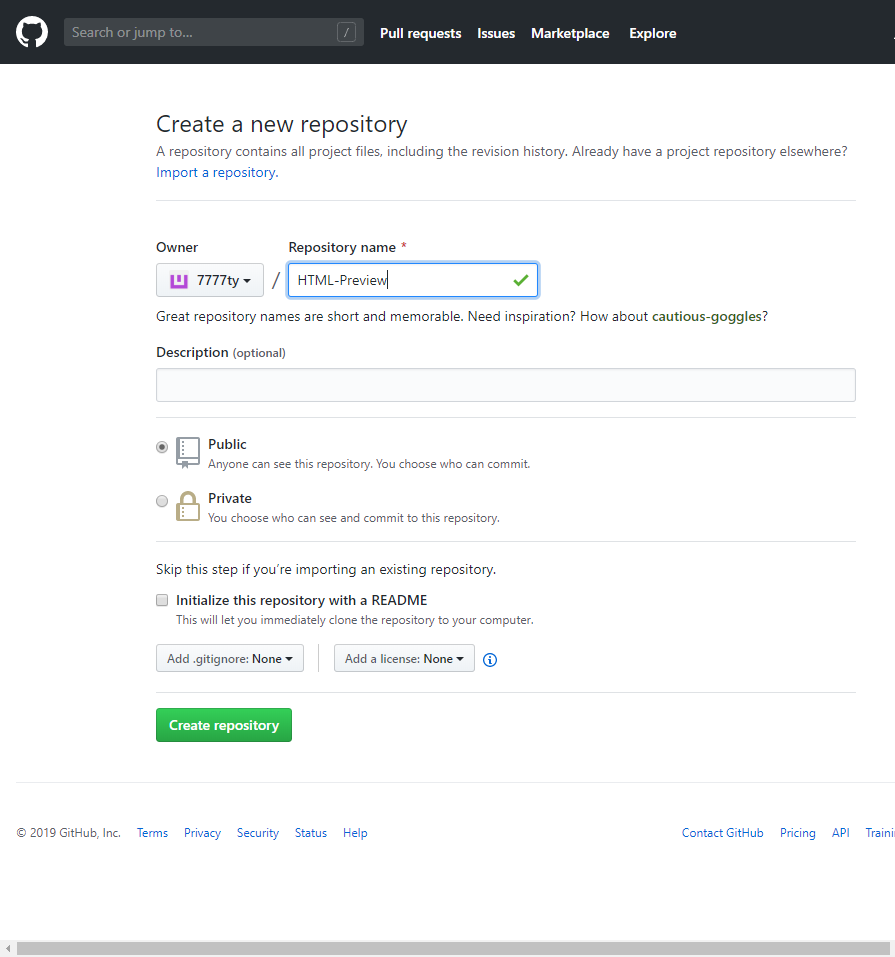 Search or jump to... / Pull requests Issues Marketplace Explore
Create a new repository
A repository contains all project files, including the revision history. Already have a project repository elsewhere?
Import a repository.
Owner Repository name *
7777ty / HTML-Preview
Great repository names are short and memorable. Need inspiration? How about cautious-goggles?
Description (optional)
Public
Anyone can see this repository. You choose who can commit.
Private
You choose who can see and commit to this repository.
Skip this step if you’re importing an existing repository.
Initialize this repository with a README
This will let you immediately clone the repository to your computer.
Add .gitignore: None Add a license: None
Create repository
© 2019 GitHub, Inc. Terms Privacy Security Status Help Contact GitHub Pricing API Traini